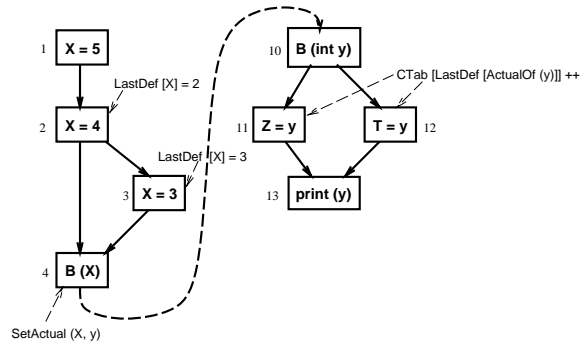 1
X = 5
LastDef [X] = 2
2
X = 4
LastDef [X] = 3
3
X = 3
4
B (X)
SetActual (X, y)
10
B (int y)
CTab [LastDef [ActualOf (y)]] ++
11
Z = y
T = y
12
13
print (y)